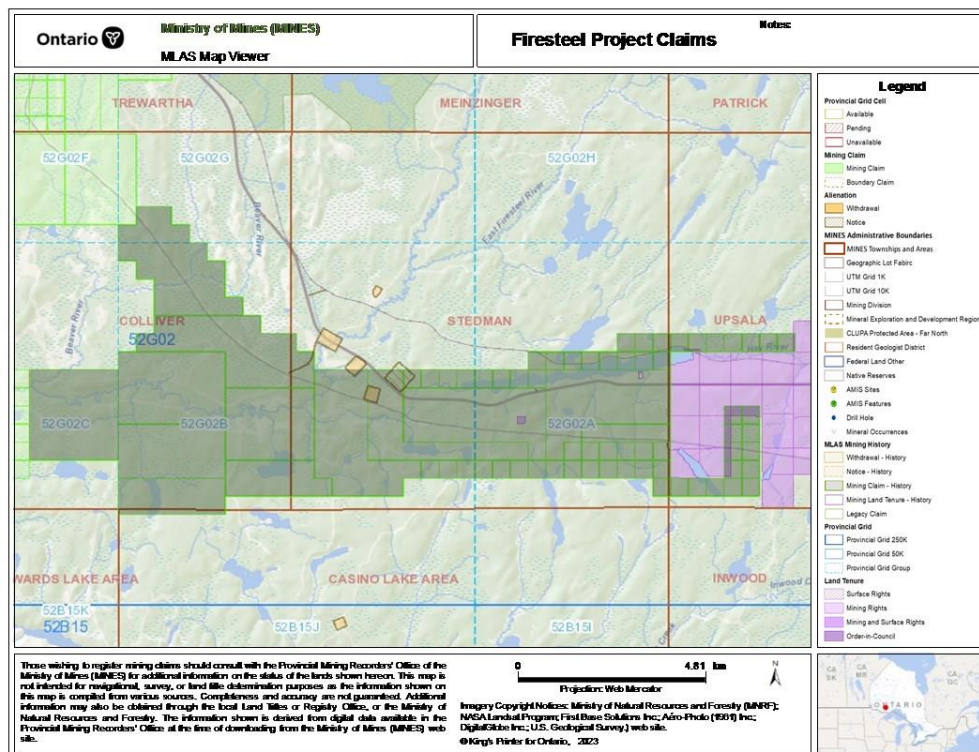 Ontario
Ministry of Mines (MINES)
MLAS Map Viewer
Notes:
Firesteel Project Claims
TREWARTHA
MEINZINGER
PATRICK
52G02F
52G02G
52G02H
Beaver River
East Firesteel River
Beaver River
COLLIVER
52G02
STEDMAN
UPSALA
52G02C
52G02B
52G02A
WARDS LAKE AREA
CASINO LAKE AREA
INWOOD
52B15K
52B15
52B15J
52B15I
Creek
Legend
Provincial Grid Cell
Available
Pending
Unavailable
Mining Claim
Mining Claim
Boundary Claim
Alienation
Withdrawal
Notice
MINES Administrative Boundaries
MINES Townships and Areas
Geographic Lot Fabirc
UTM Grid 1K
UTM Grid 10K
Mining Division
Mineral Exploration and Development Region
CLUPA Protected Area - Far North
Resident Geologist District
Federal Land Other
Native Reserves
AMIS Sites
AMIS Features
Drill Hole
Mineral Occurrences
MLAS Mining History
Withdrawal - History
Notice - History
Mining Claim - History
Mining Land Tenure - History
Legacy Claim
Provincial Grid
Provincial Grid 250K
Provincial Grid 50K
Provincial Grid Group
Land Tenure
Surface Rights
Mining Rights
Mining and Surface Rights
Order-in-Council
Those wishing to register mining claims should consult with the Provincial Mining Recorders' Office of the
Ministry of Mines (MINES) for additional information on the status of the lands shown hereon. This map is
not intended for navigational, survey, or land title determination purposes as the information shown on
this map is compiled from various sources. Completeness and accuracy are not guaranteed. Additional
information may also be obtained through the local Land Titles or Registry Office, or the Ministry of
Natural Resources and Forestry. The information shown is derived from digital data available in the
Provincial Mining Recorders' Office at the time of downloading from the Ministry of Mines (MINES) web
site.
0 4.81 km
Projection: Web Mercator
N
Imagery Copyright Notices: Ministry of Natural Resources and Forestry (MNRF);
NASA Landsat Program; First Base Solutions Inc.; Aéro-Photo (1961) Inc.;
DigitalGlobe Inc.; U.S. Geological Survey.) web site.
© King's Printer for Ontario, 2023
ONTARIO